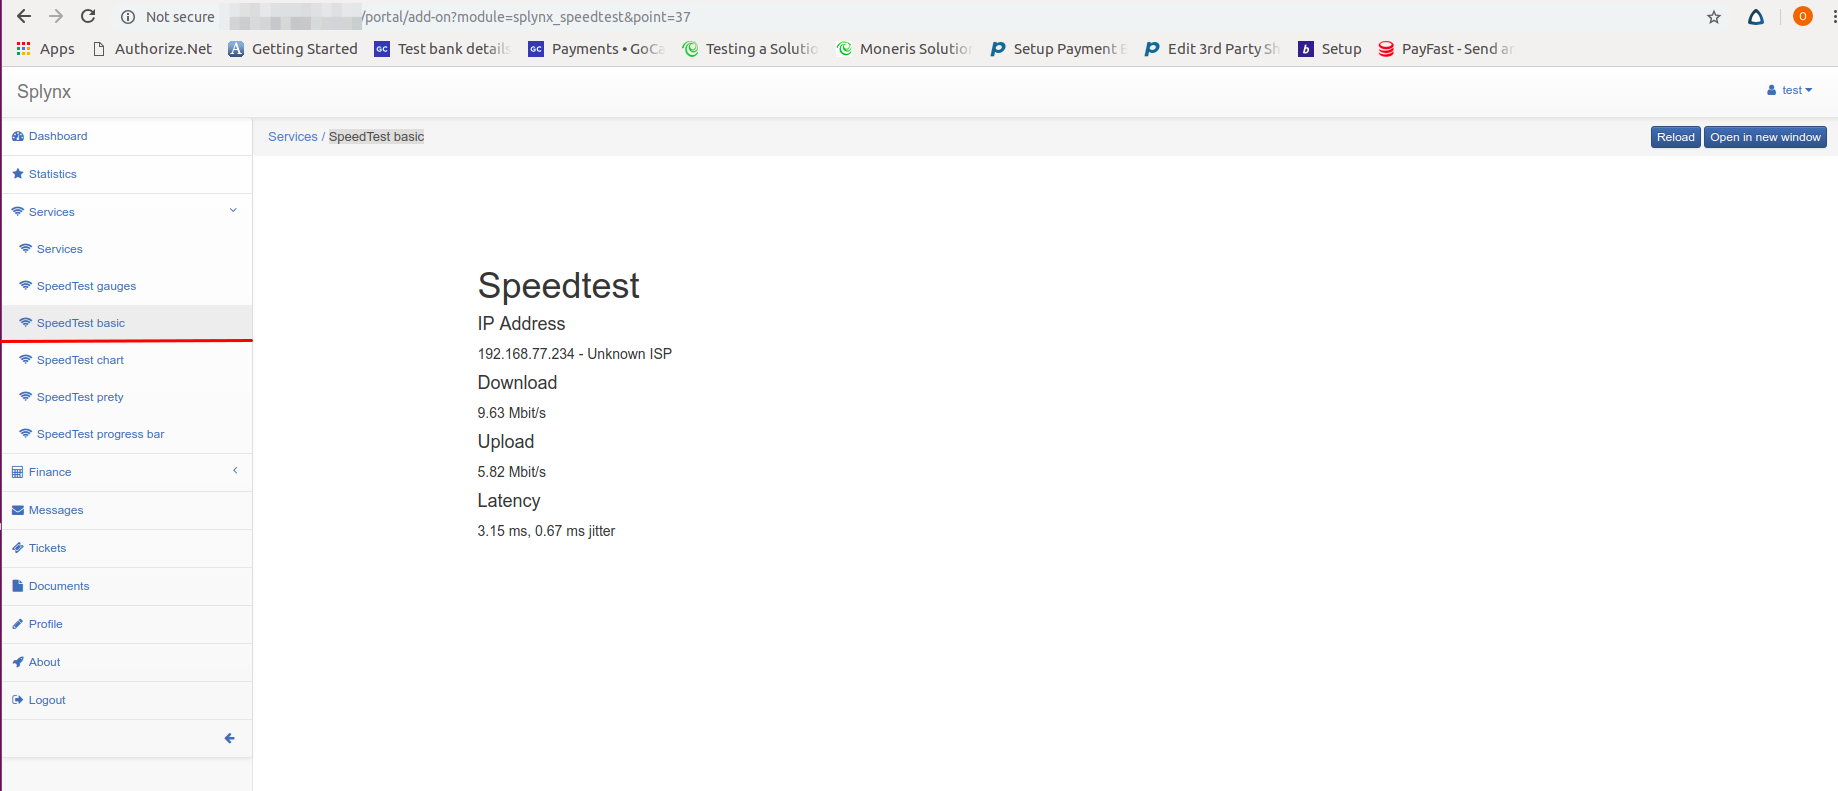 Not secure /portal/add-on?module=splynx_speedtest&point=37 O
Apps Authorize.Net A Getting Started GC Test bank details GC Payments • GoCa Testing a Solutio Moneris Solution Setup Payment Edit 3rd Party Sh b Setup PayFast - Send a
Splynx
test
Dashboard
Services / SpeedTest basic
Reload Open in new window
Statistics
Services
Services
SpeedTest gauges
SpeedTest basic
SpeedTest chart
SpeedTest prety
SpeedTest progress bar
Finance
Messages
Tickets
Documents
Profile
About
Logout
Speedtest
IP Address
192.168.77.234 - Unknown ISP
Download
9.63 Mbit/s
Upload
5.82 Mbit/s
Latency
3.15 ms, 0.67 ms jitter